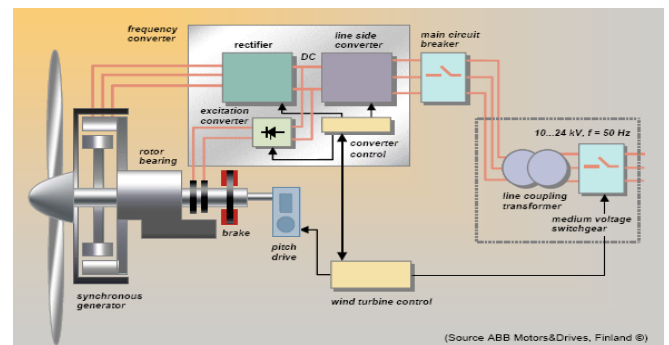 frequency
converter
rectifier
DC
line side
converter
main circuit
breaker
excitation
converter
converter
control
10...24 kV, f = 50 Hz
rotor
bearing
line coupling
transformer
medium voltage
switchgear
brake
pitch
drive
synchronous
generator
wind turbine control
(Source ABB Motors&Drives, Finland ©)